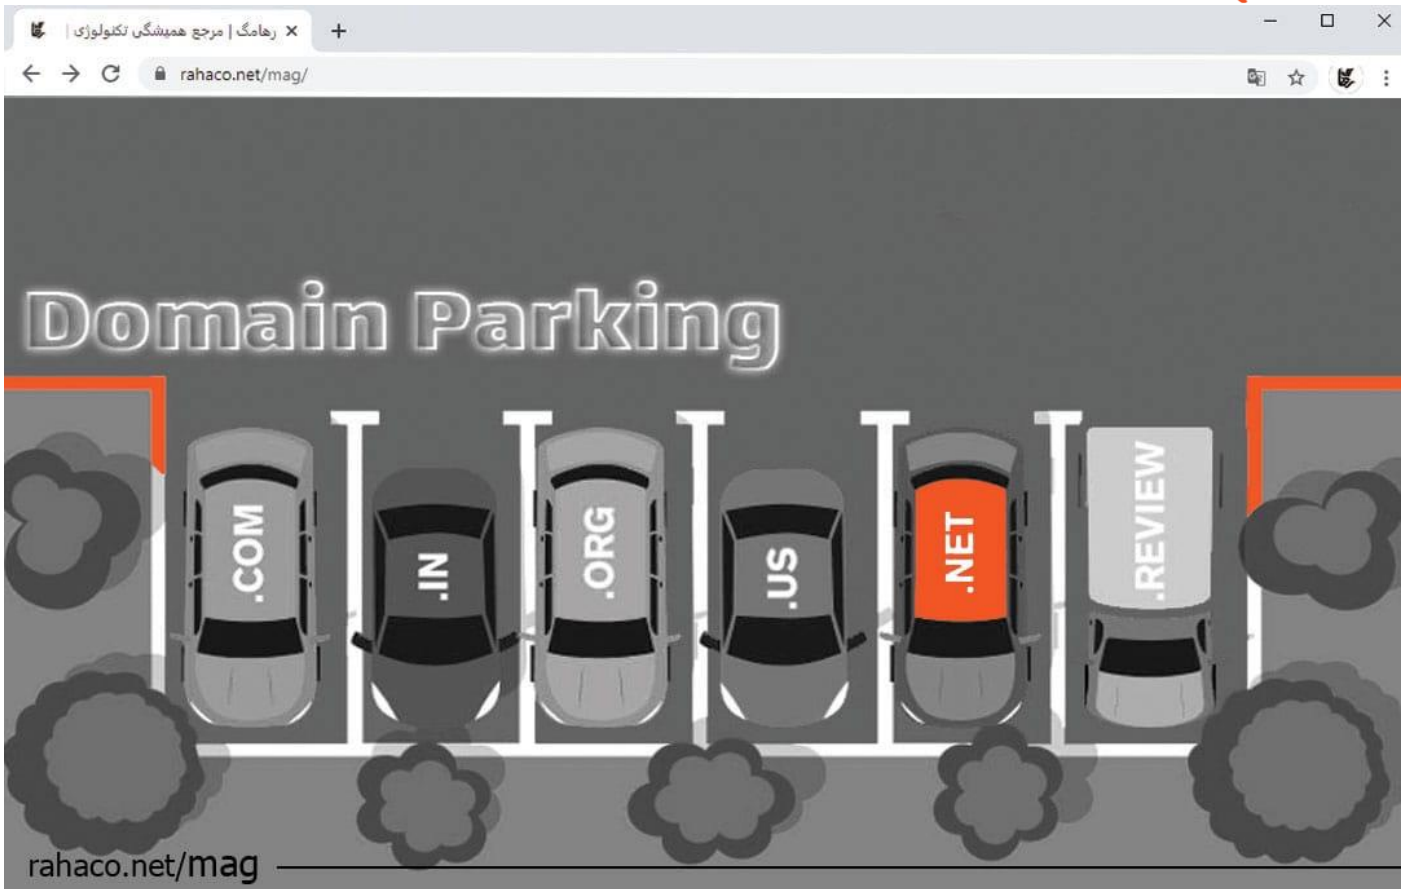 رهامگ | مرجع همیشگی تکنولوژی |
rahaco.net/mag/
Domain Parking
.COM
.IN
.ORG
.US
.NET
.REVIEW
rahaco.net/mag